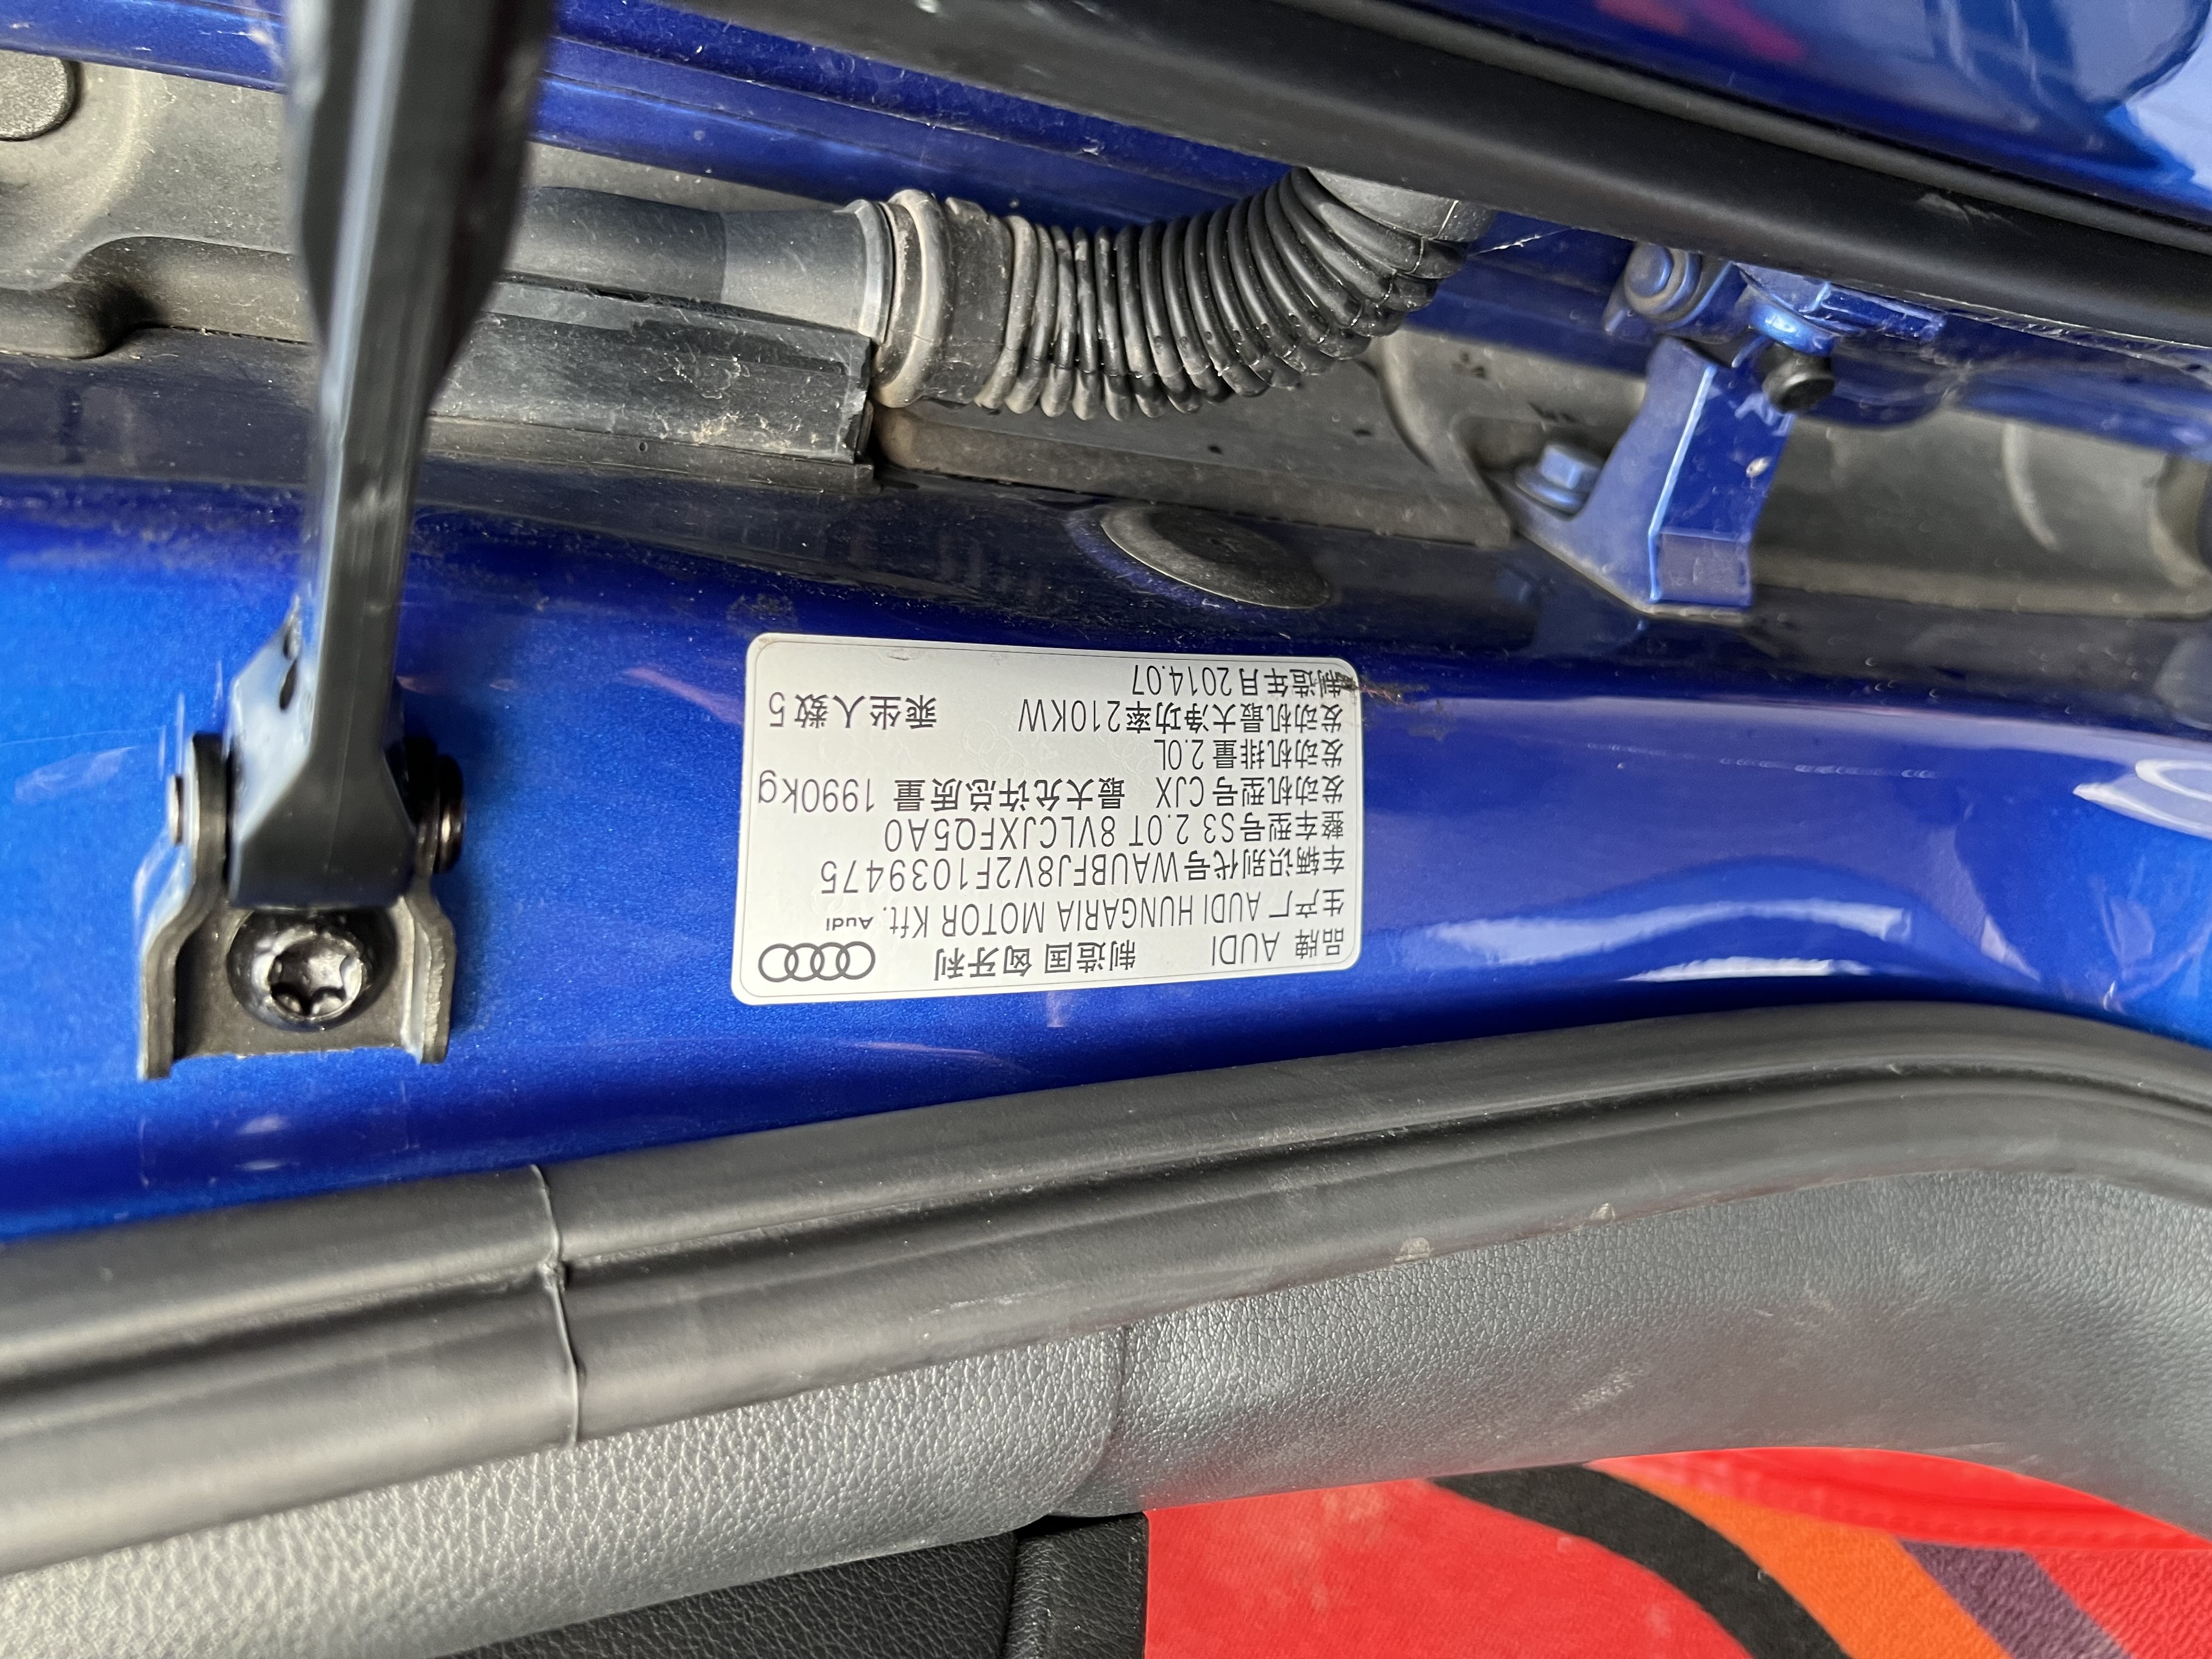 品牌 AUDI 制造国 匈牙利
生产厂 AUDI HUNGARIA MOTOR Kft. Audi
车辆识别代号WAUBFJ8V2F1039475
整车型号S3 2.0T 8VLCJXFQ5A0
发动机型号CJX 最大允许总质量 1990kg
发动机排量 2.0L
发动机最大净功率210KW 乘坐人数5
制造年月2014.07